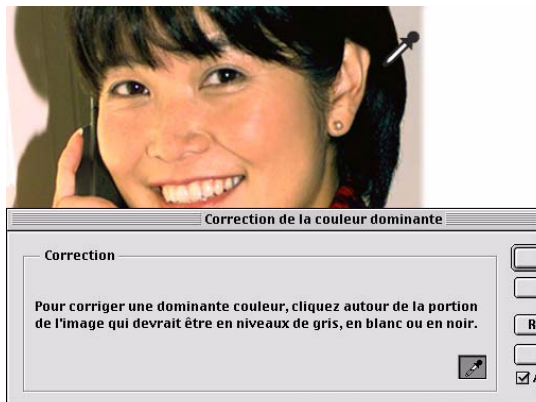 Correction de la couleur dominante
Correction
Pour corriger une dominante couleur, cliquez autour de la portion
de l'image qui devrait être en niveaux de gris, en blanc ou en noir.
R
A